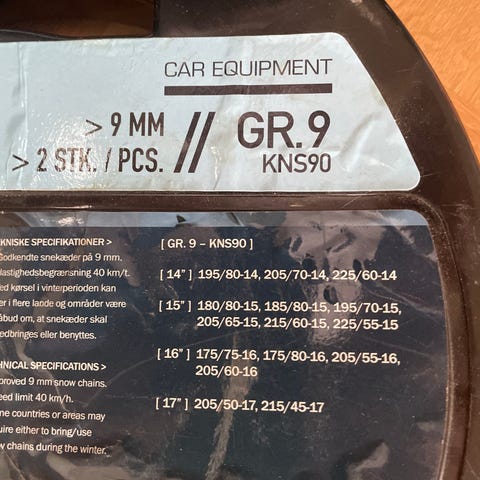 CAR EQUIPMENT
> 9 MM // GR.9
> 2 STK. / PCS. KNS90
KNISKE SPECIFIKATIONER >
Godkendte snekæder på 9 mm.
lastighedsbegrænsning 40 km/t.
ed kørsel i vinterperioden kan
er i flere lande og områder være
åbud om, at snekæder skal
edbringes eller benyttes.
HNICAL SPECIFICATIONS >
proved 9 mm snow chains.
eed limit 40 km/h.
me countries or areas may
uire either to bring/use
w chains during the winter.
[ GR. 9 – KNS90 ]
[ 14” ] 195/80-14, 205/70-14, 225/60-14
[ 15” ] 180/80-15, 185/80-15, 195/70-15,
205/65-15, 215/60-15, 225/55-15
[ 16” ] 175/75-16, 175/80-16, 205/55-16,
205/60-16
[ 17” ] 205/50-17, 215/45-17